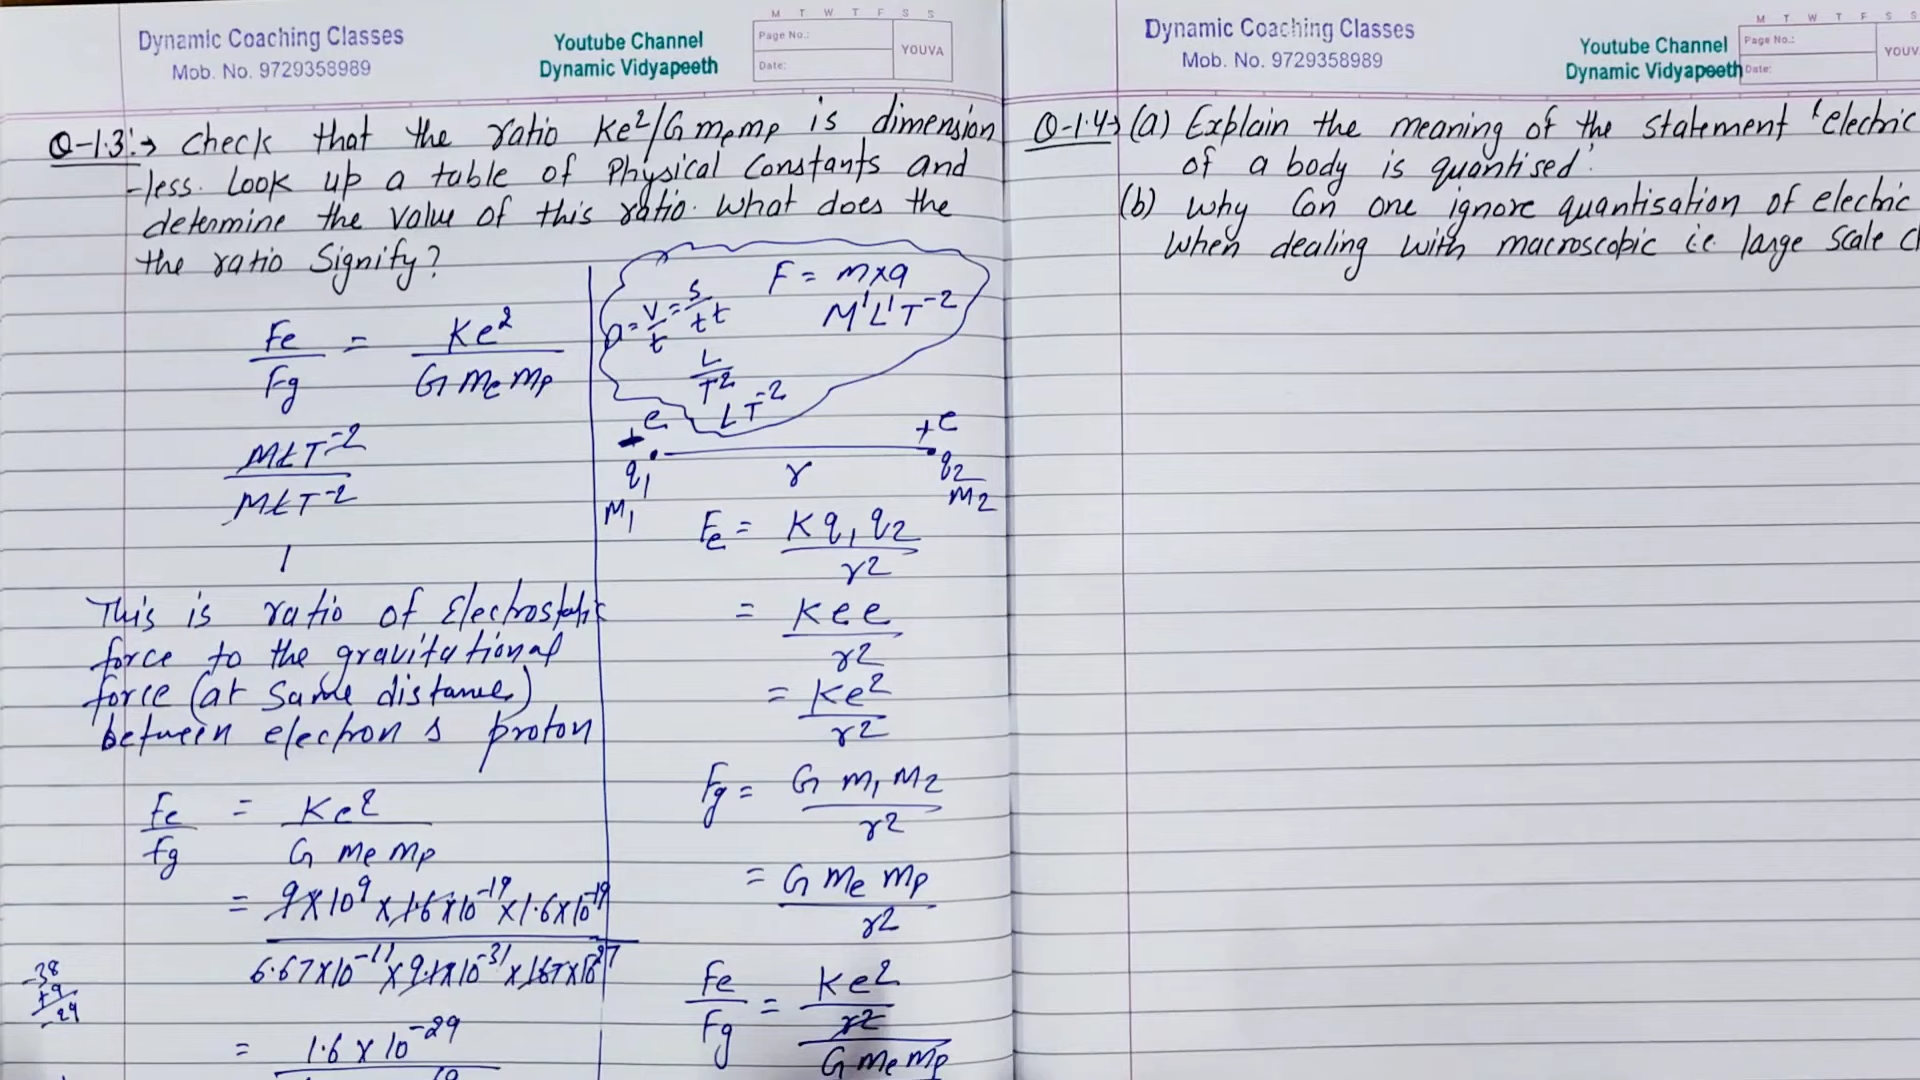 Dynamic Coaching Classes
Mob. No. 9729358989
Youtube Channel
Dynamic Vidyapeeth
M T W T F S S
Page No.:
Date:
YOUVA
Q-1.3:→ Check that the ratio Ke²/G memp is dimension
-less. Look up a table of Physical Constants and
determine the value of this ratio. What does the
the ratio Signify?
Fe/Fg = Ke²/G me mp
MLT⁻²/MLT⁻²
1
This is ratio of Electrostatic
force to the gravitational
force (at same distance)
between electron & proton
Fe/Fg = Ke²/G me mp
= 9×10⁹ × 1.6×10⁻¹⁹ × 1.6×10⁻¹⁹
6.67×10⁻¹¹ × 9.1×10⁻³¹ × 1.67×10⁻²⁷
-38
+9
-29
= 1.6 × 10⁻²⁹
F = m×a
a = v/t = s/t t
M¹L¹T⁻²
L/T²
LT⁻²
e +e
q1 r q2
M1 M2
Fe = K q1 q2/r²
= K e e/r²
= Ke²/r²
Fg = G m1 M2/r²
= G me mp/r²
Fe/Fg = Ke²/r²
G me mp
Dynamic Coaching Classes
Mob. No. 9729358989
Youtube Channel
Dynamic Vidyapeeth
M T W T F S S
Page No.:
Date:
YOUV
Q-1.4→ (a) Explain the meaning of the statement 'electric
of a body is quantised'.
(b) Why Can one ignore quantisation of electric
when dealing with macroscopic i.e. large scale